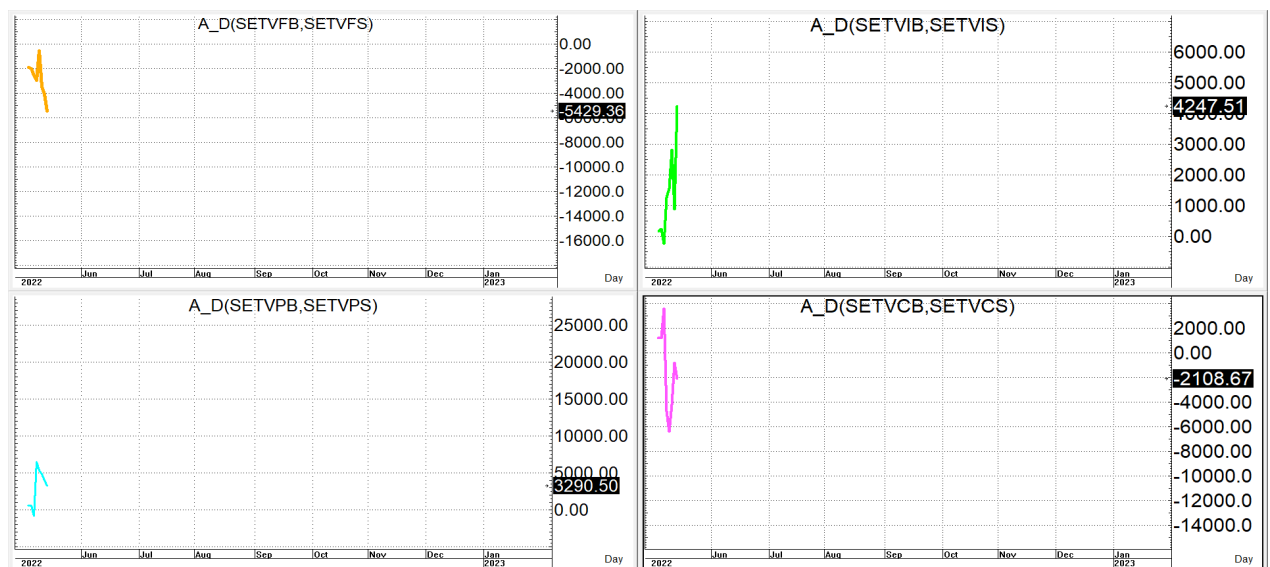 A_D(SETVFB,SETVFS)
0.00
-2000.00
-4000.00
-5429.36
-8000.00
-10000.0
-12000.0
-14000.0
-16000.0
Jun Jul Aug Sep Oct Nov Dec Jan
2022 2023 Day
A_D(SETVIB,SETVIS)
6000.00
5000.00
4247.51
3000.00
2000.00
1000.00
0.00
Jun Jul Aug Sep Oct Nov Dec Jan
2022 2023 Day
A_D(SETVPB,SETVPS)
25000.00
20000.00
15000.00
10000.00
5000.00
3290.50
0.00
Jun Jul Aug Sep Oct Nov Dec Jan
2022 2023 Day
A_D(SETVCB,SETVCS)
2000.00
0.00
-2108.67
-4000.00
-6000.00
-8000.00
-10000.0
-12000.0
-14000.0
Jun Jul Aug Sep Oct Nov Dec Jan
2022 2023 Day